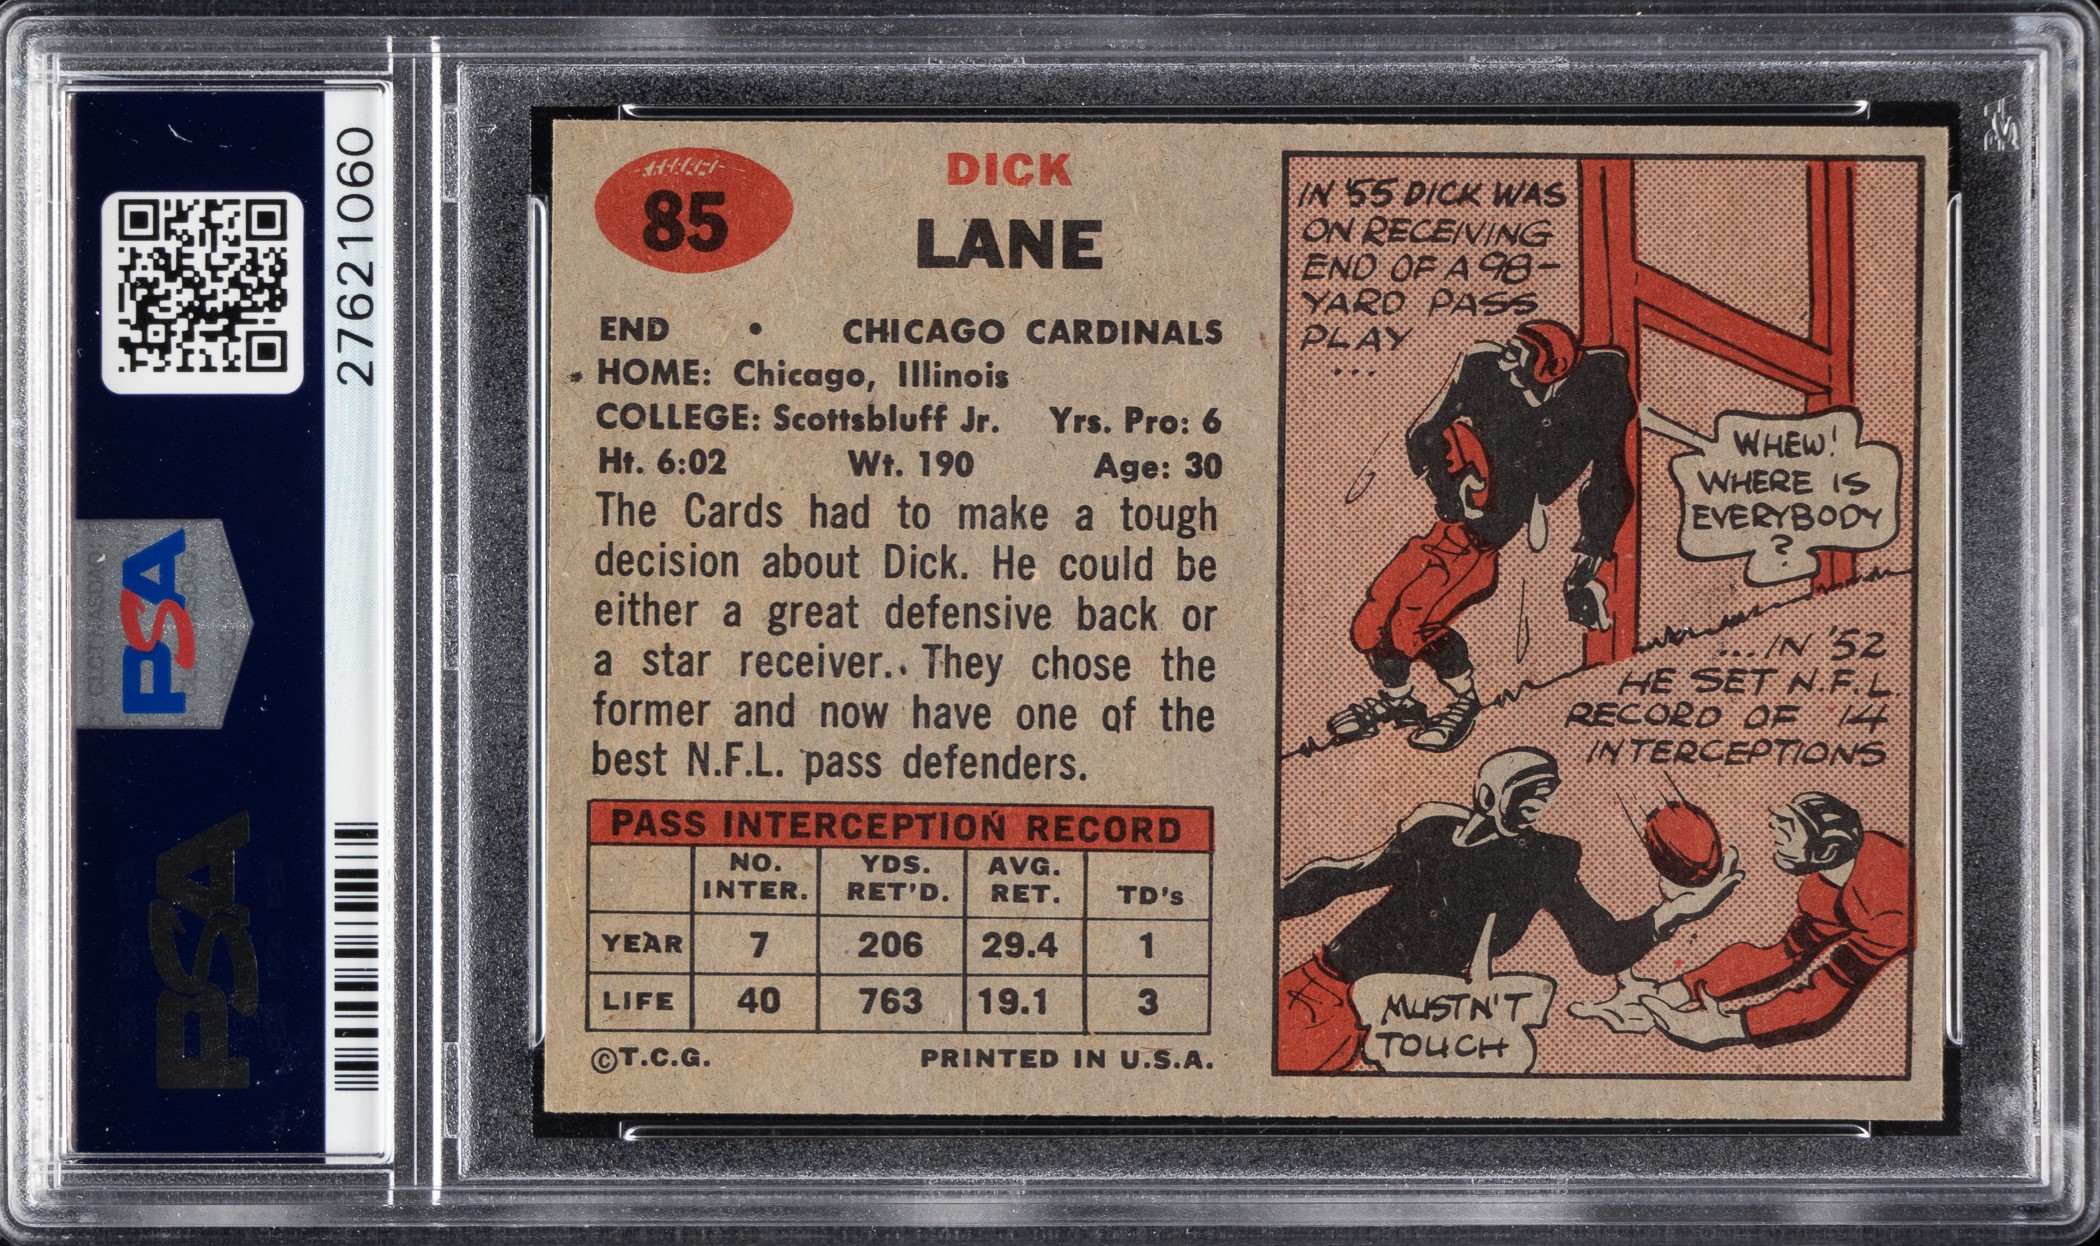 27621060
PSA
PSA
85
DICK
LANE
END • CHICAGO CARDINALS
HOME: Chicago, Illinois
COLLEGE: Scottsbluff Jr. Yrs. Pro: 6
Ht. 6:02 Wt. 190 Age: 30
The Cards had to make a tough
decision about Dick. He could be
either a great defensive back or
a star receiver. They chose the
former and now have one of the
best N.F.L. pass defenders.
PASS INTERCEPTION RECORD
NO. INTER. YDS. RET'D. AVG. RET. TD's
YEAR 7 206 29.4 1
LIFE 40 763 19.1 3
©T.C.G. PRINTED IN U.S.A.
IN '55 DICK WAS
ON RECEIVING
END OF A 98-
YARD PASS
PLAY
...
WHEW!
WHERE IS
EVERYBODY
?
...IN '52
HE SET N.F.L.
RECORD OF 14
INTERCEPTIONS
MUSTN'T
TOUCH
PSA